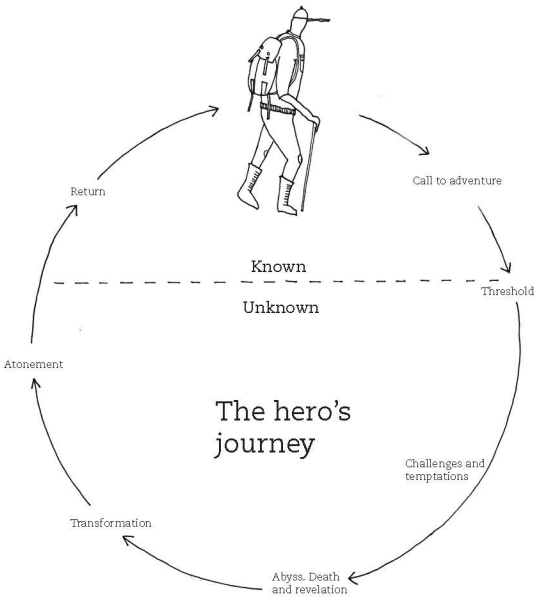 Call to adventure
Return
Known
Threshold
Unknown
Atonement
The hero's
journey
Challenges and
temptations
Transformation
Abyss, Death
and revelation